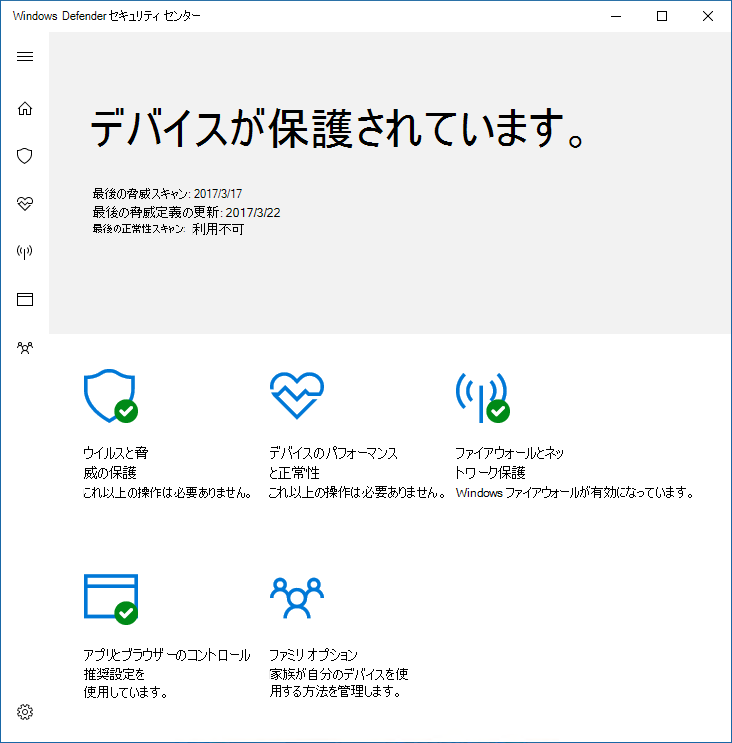 Windows Defender セキュリティ センター
デバイスが保護されています。
最後の脅威スキャン: 2017/3/17
最後の脅威定義の更新: 2017/3/22
最後の正常性スキャン: 利用不可
ウイルスと脅
威の保護
これ以上の操作は必要ありません。
デバイスのパフォーマンス
と正常性
これ以上の操作は必要ありません。
ファイアウォールとネッ
トワーク保護
Windows ファイアウォールが有効になっています。
アプリとブラウザーのコントロール
推奨設定を
使用しています。
ファミリ オプション
家族が自分のデバイスを使
用する方法を管理します。